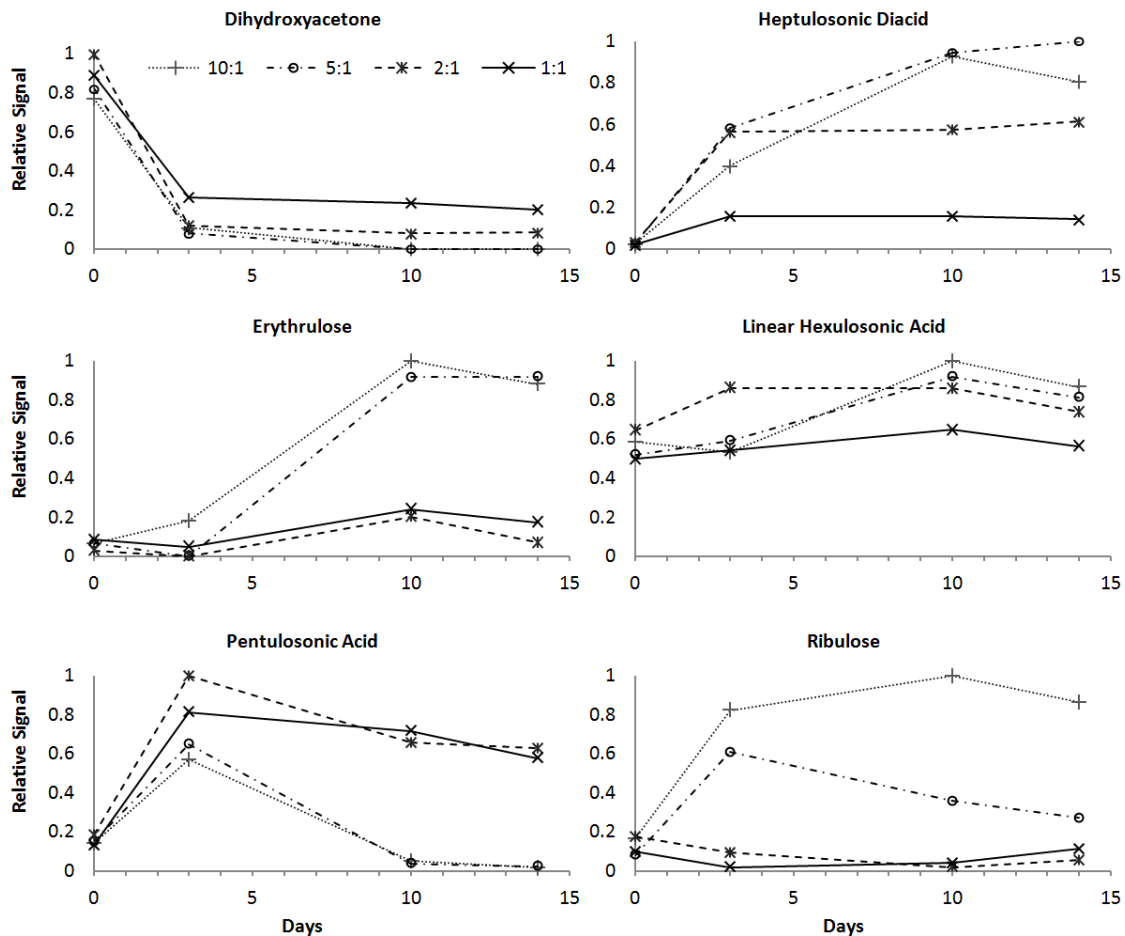 Dihydroxyacetone
Relative Signal
1
0.8
0.6
0.4
0.2
0
10:1 5:1 2:1 1:1
0 5 10 15
Heptulosonic Diacid
1
0.8
0.6
0.4
0.2
0
0 5 10 15
Erythrulose
Relative Signal
1
0.8
0.6
0.4
0.2
0
0 5 10 15
Linear Hexulosonic Acid
1
0.8
0.6
0.4
0.2
0
0 5 10 15
Pentulosonic Acid
Relative Signal
1
0.8
0.6
0.4
0.2
0
0 5 10 15
Days
Ribulose
1
0.8
0.6
0.4
0.2
0
0 5 10 15
Days